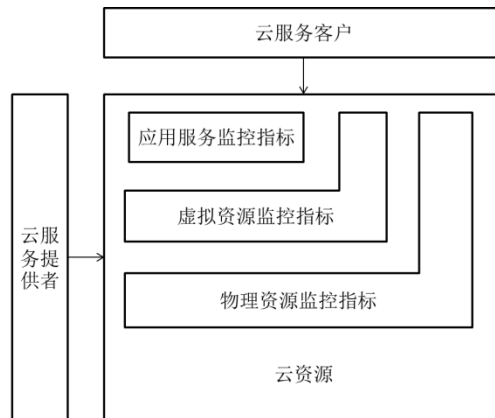 云服务客户
应用服务监控指标
虚拟资源监控指标
云服
务提
供者
物理资源监控指标
云资源